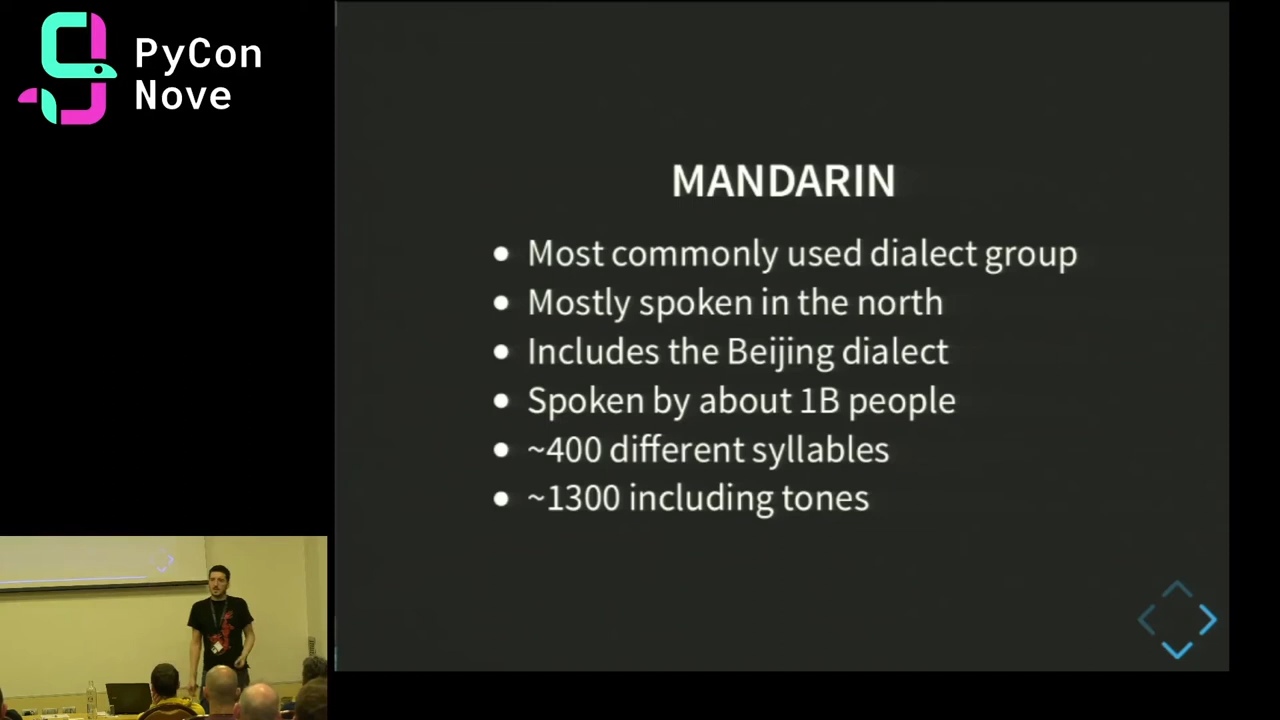 PyCon
Nove
MANDARIN
• Most commonly used dialect group
• Mostly spoken in the north
• Includes the Beijing dialect
• Spoken by about 1B people
• ~400 different syllables
• ~1300 including tones